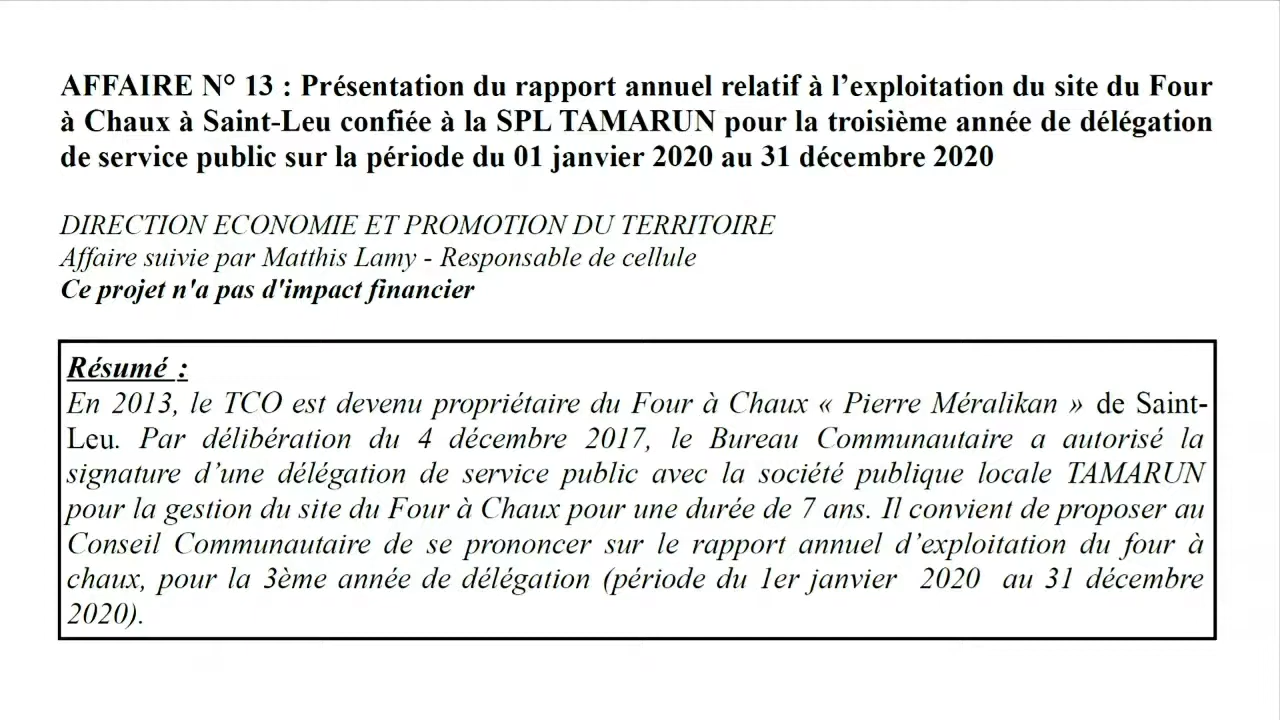 AFFAIRE N° 13 : Présentation du rapport annuel relatif à l’exploitation du site du Four
à Chaux à Saint-Leu confiée à la SPL TAMARUN pour la troisième année de délégation
de service public sur la période du 01 janvier 2020 au 31 décembre 2020
DIRECTION ECONOMIE ET PROMOTION DU TERRITOIRE
Affaire suivie par Matthis Lamy - Responsable de cellule
Ce projet n'a pas d'impact financier
Résumé :
En 2013, le TCO est devenu propriétaire du Four à Chaux « Pierre Méralikan » de Saint-
Leu. Par délibération du 4 décembre 2017, le Bureau Communautaire a autorisé la
signature d’une délégation de service public avec la société publique locale TAMARUN
pour la gestion du site du Four à Chaux pour une durée de 7 ans. Il convient de proposer au
Conseil Communautaire de se prononcer sur le rapport annuel d’exploitation du four à
chaux, pour la 3ème année de délégation (période du 1er janvier 2020 au 31 décembre
2020).